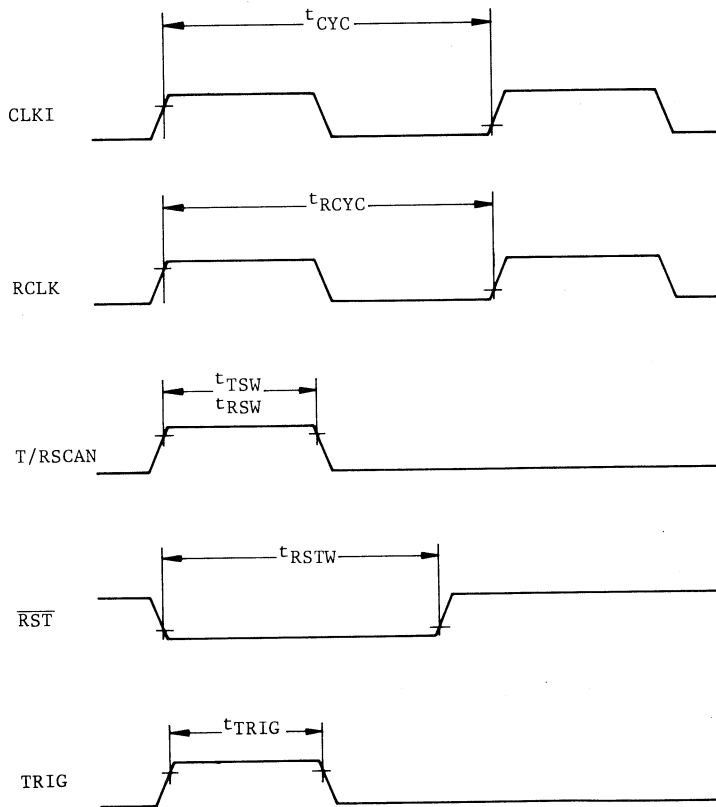 tCYC
CLKI
tRCYC
RCLK
tTSW
tRSW
T/RSCAN
tRSTW
RST
tTRIG
TRIG